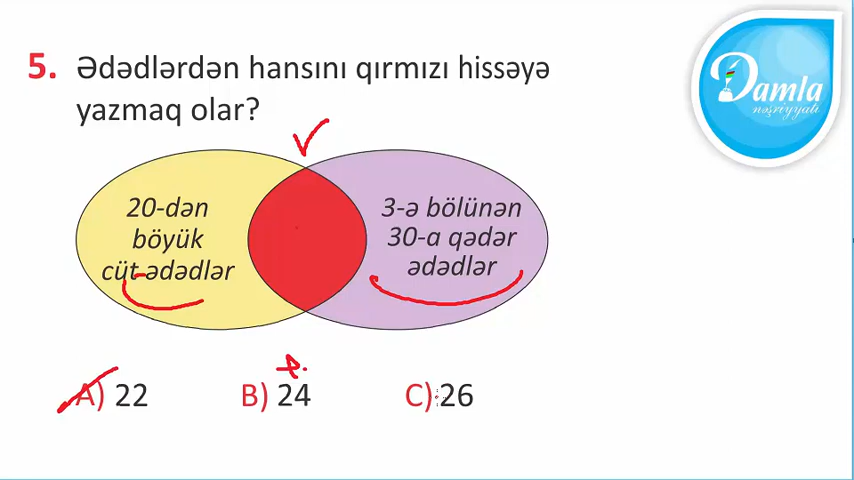 5. Ədədlərdən hansını qırmızı hissəyə
yazmaq olar?
20-dən
böyük
cüt ədədlər
3-ə bölünən
30-a qədər
ədədlər
A) 22
B) 24
C) 26
Damla
nəşriyyatı